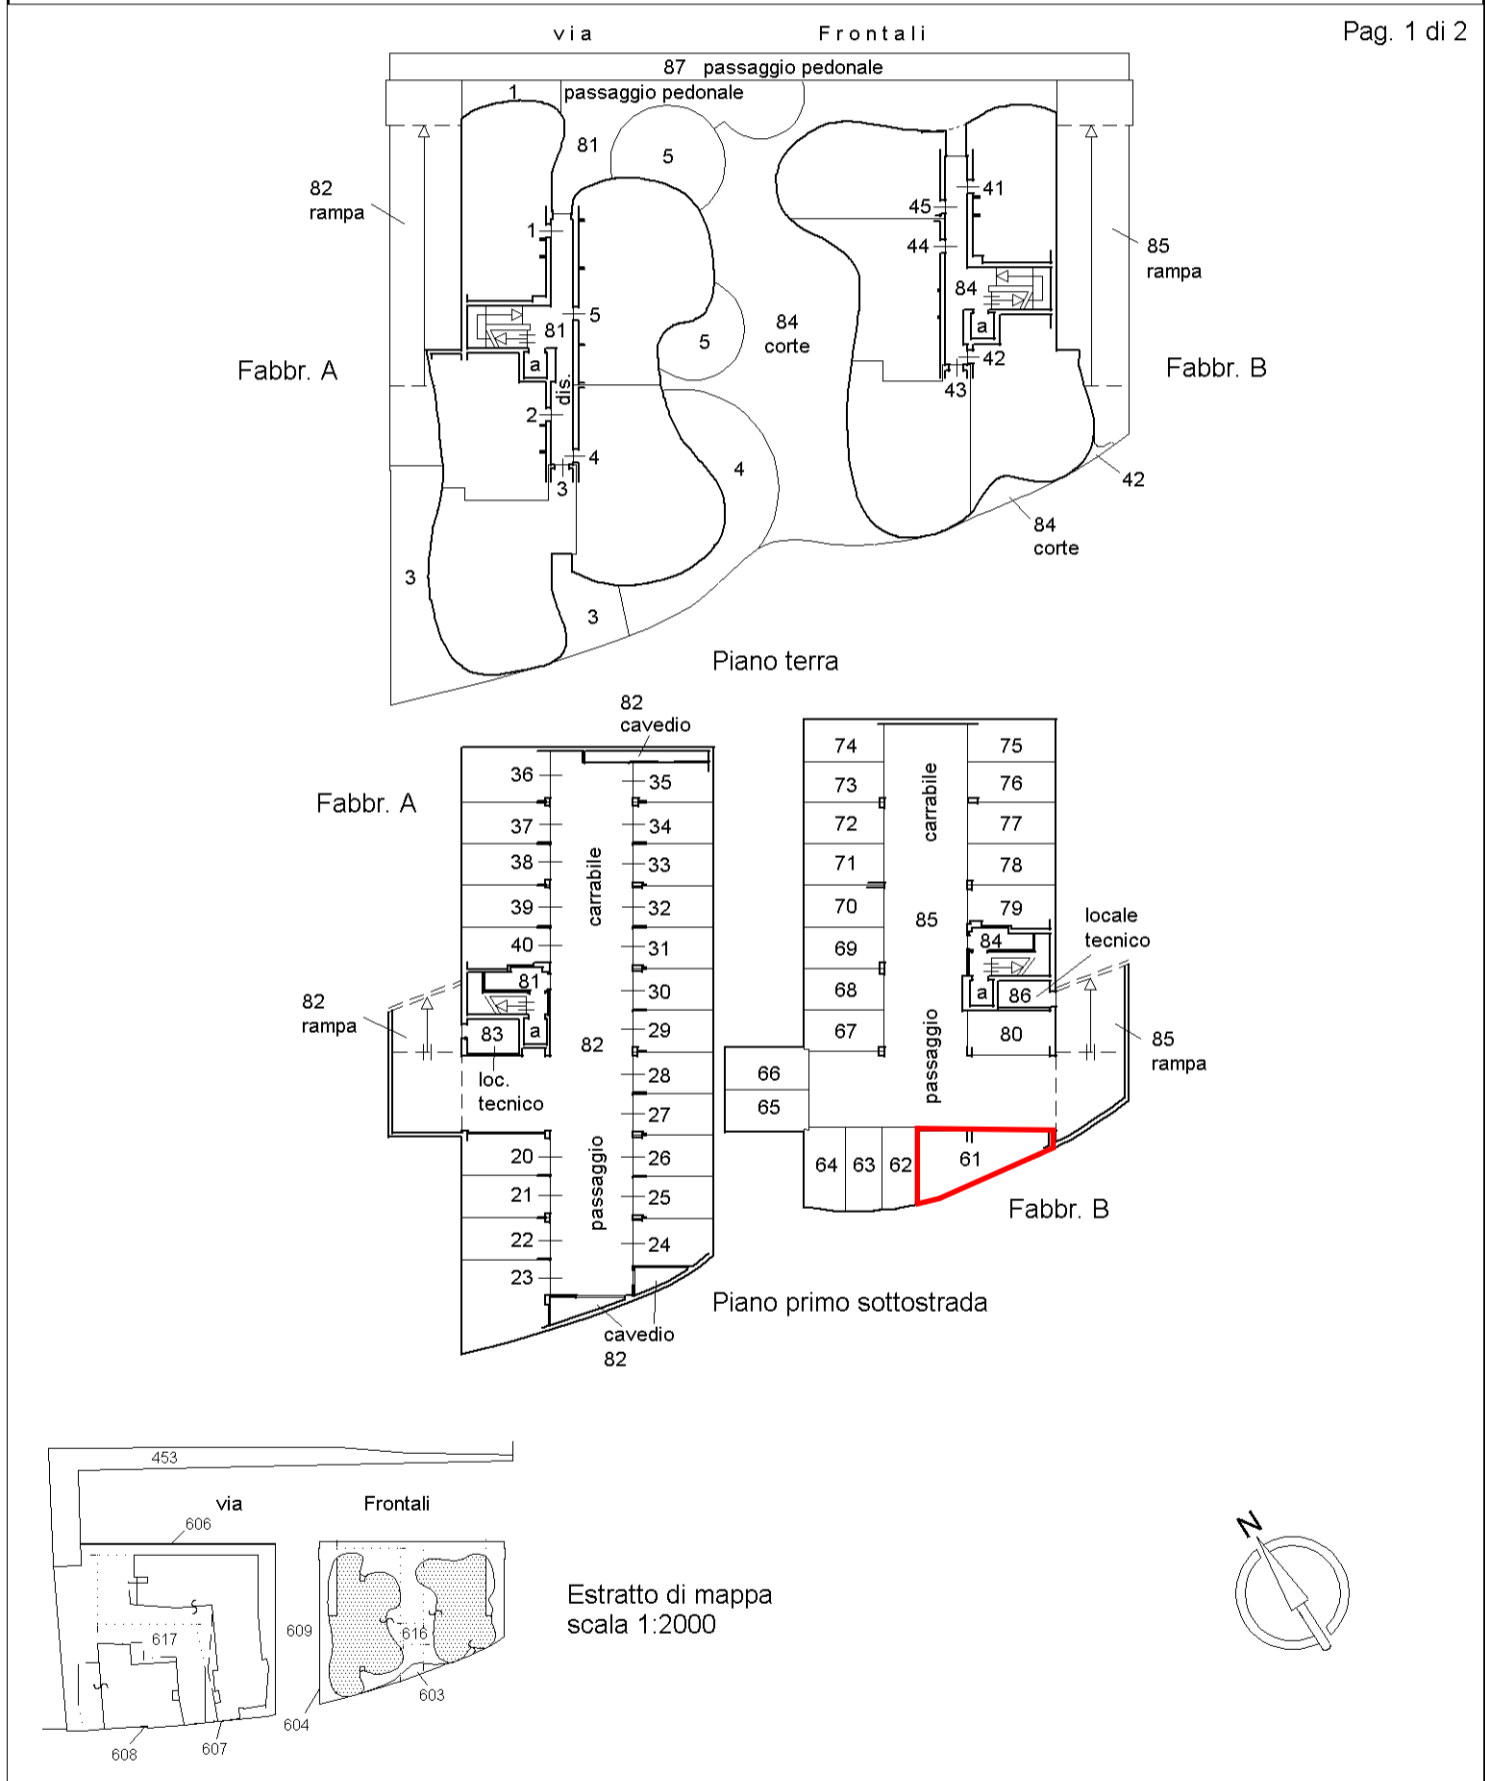 Pag. 1 di 2
via Frontali
87 passaggio pedonale
1 passaggio pedonale
81
5
82
rampa
1
5
81
a
dis.
2
4
3
5
4
3
3
Fabbr. A
84
corte
41
45
44
84
a
42
43
85
rampa
Fabbr. B
42
84
corte
Piano terra
82
cavedio
Fabbr. A
36
35
37
34
38
33
39
32
40
31
81
30
82
rampa
83
a
29
82
loc.
tecnico
28
27
20
26
21
25
22
24
23
carrabile
passaggio
cavedio
82
74
75
73
76
72
77
71
78
70
85
79
69
84
locale
tecnico
68
a
86
67
80
85
rampa
66
65
64
63
62
61
carrabile
passaggio
Fabbr. B
Piano primo sottostrada
453
via Frontali
606
617
609
616
603
604
607
608
Estratto di mappa
scala 1:2000
N